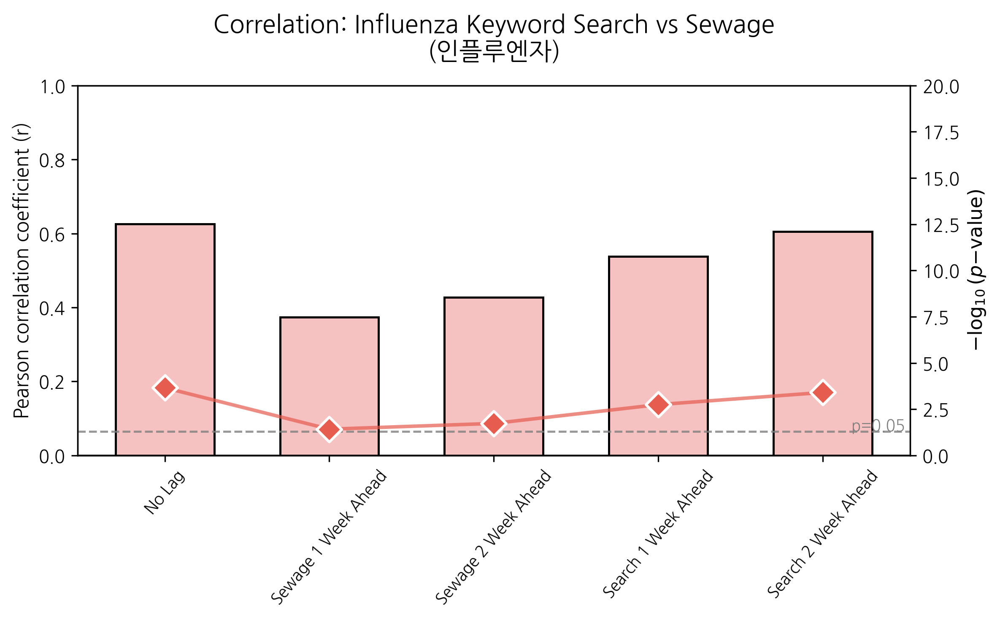 Correlation: Influenza Keyword Search vs Sewage
(인플루엔자)
Pearson correlation coefficient (r)
1.0
0.8
0.6
0.4
0.2
0.0
20.0
17.5
15.0
12.5
10.0
7.5
5.0
2.5
0.0
−log₁₀(p−value)
p=0.05
No Lag
Sewage 1 Week Ahead
Sewage 2 Week Ahead
Search 1 Week Ahead
Search 2 Week Ahead